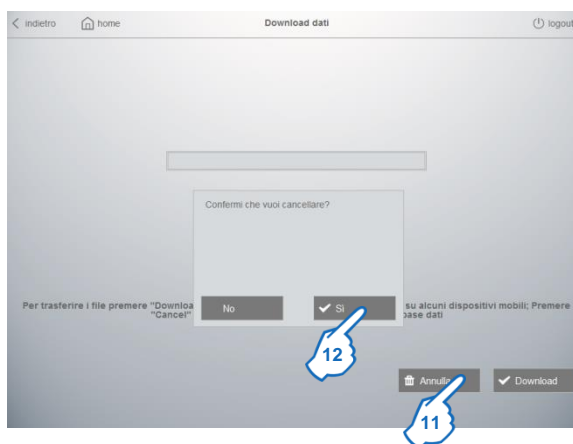 indietro home Download dati logout
Confermi che vuoi cancellare?
Per trasferire i file premere "Downloa su alcuni dispositivi mobili; Premere
"Cancel" base dati
No Sì
12
Annulla Download
11